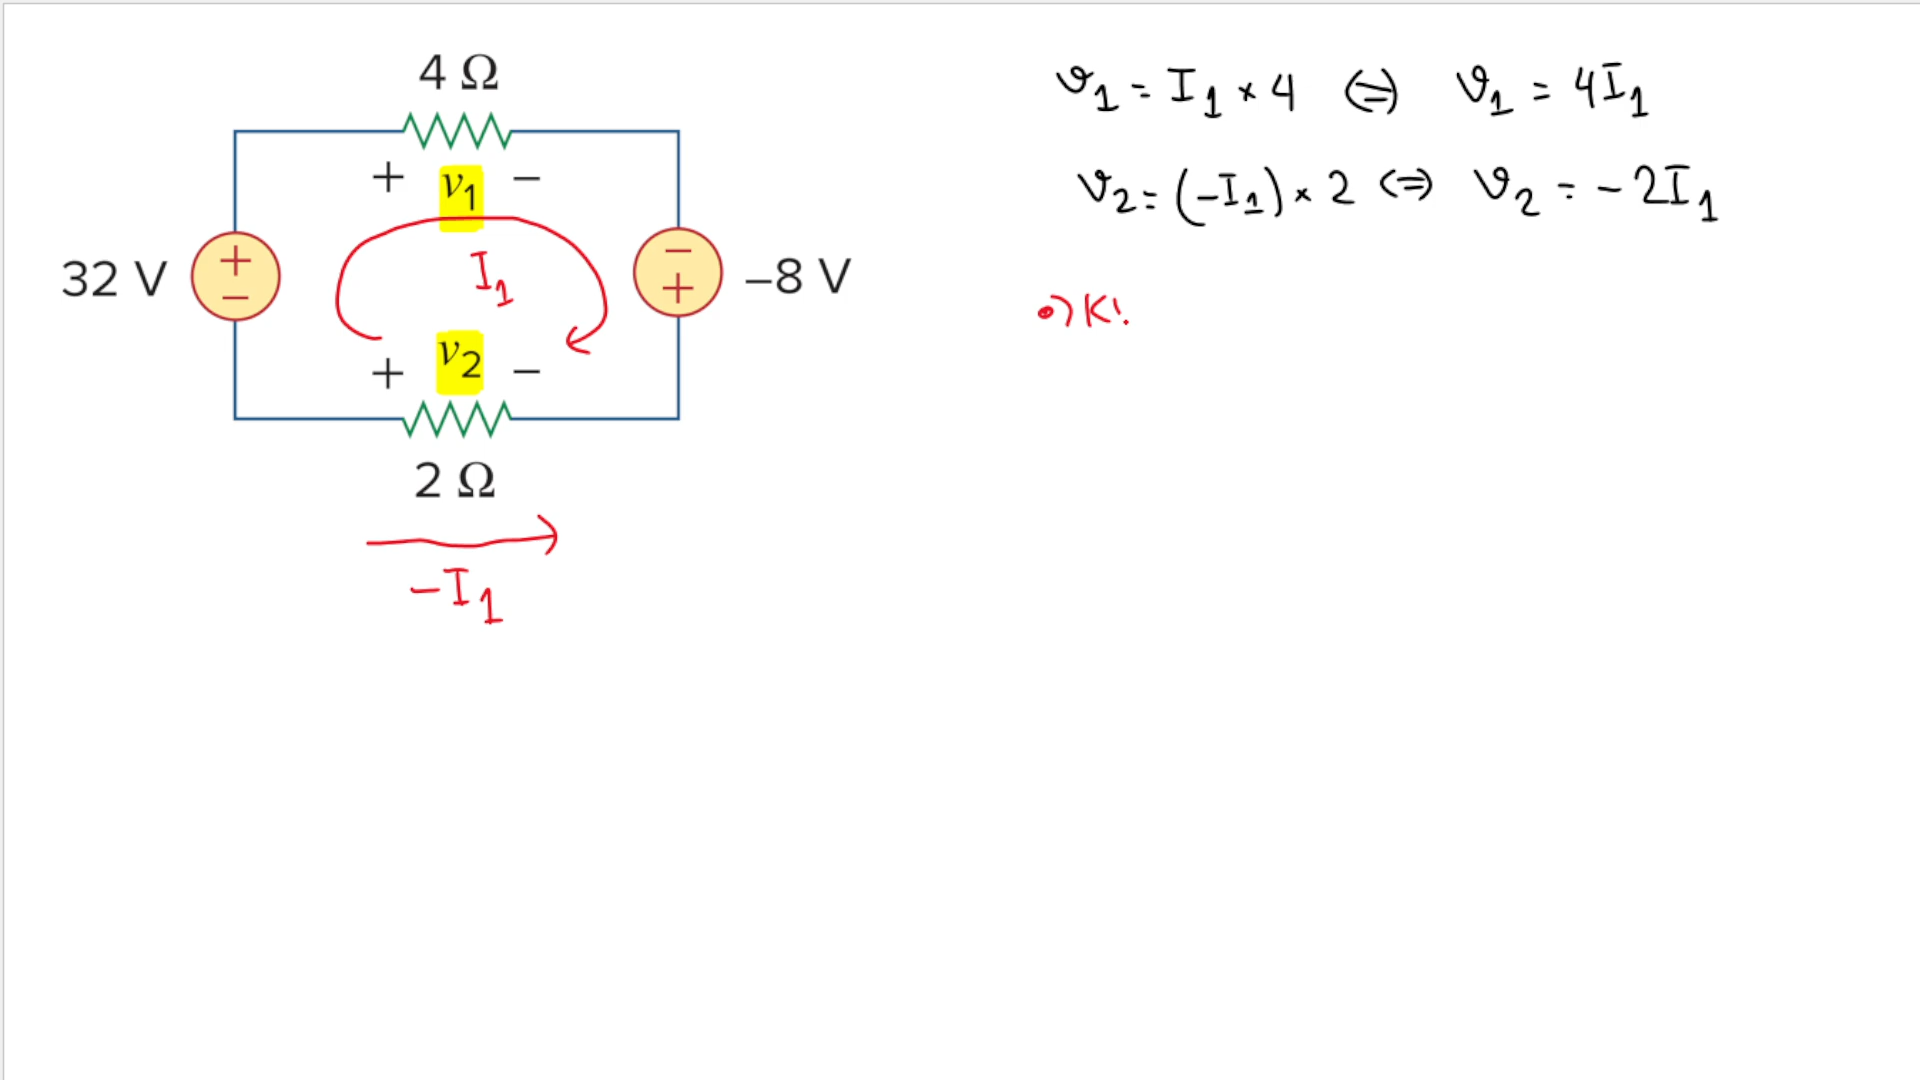 4 Ω
+ v1 −
32 V
+
−
I1
−
+
−8 V
+ v2 −
2 Ω
−I1
v1 = I1 × 4 ⇔ v1 = 4I1
v2 = (−I1) × 2 ⇔ v2 = −2I1
•) K